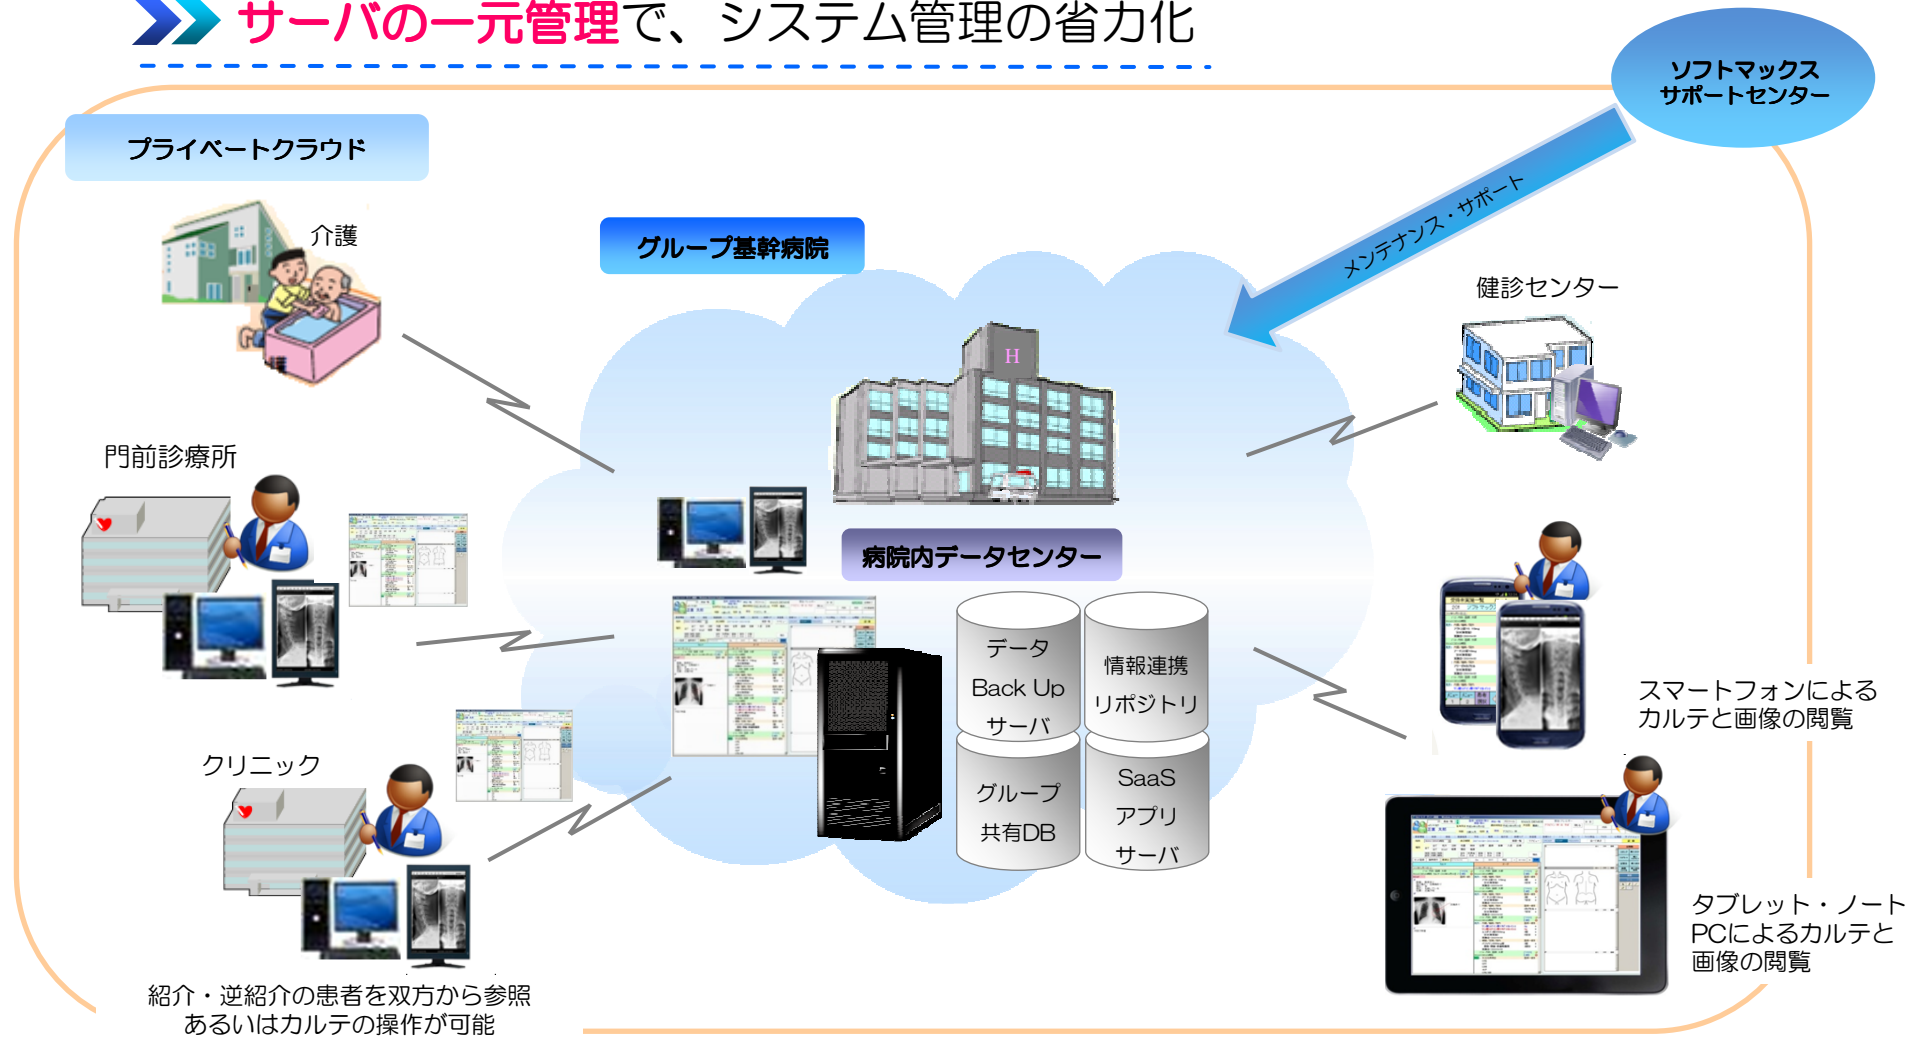 サーバの一元管理で、システム管理の省力化
ソフトマックス
サポートセンター
プライベートクラウド
メンテナンス・サポート
介護
グループ基幹病院
健診センター
H
門前診療所
病院内データセンター
データ
Back Up
サーバ
情報連携
リポジトリ
グループ
共有DB
SaaS
アプリ
サーバ
スマートフォンによる
カルテと画像の閲覧
クリニック
タブレット・ノート
PCによるカルテと
画像の閲覧
紹介・逆紹介の患者を双方から参照
あるいはカルテの操作が可能